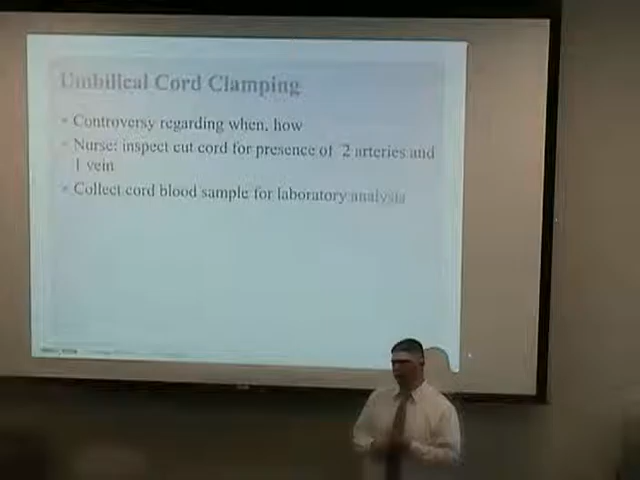 Umbilical Cord Clamping
Controversy regarding when, how
Nurse: inspect cut cord for presence of 2 arteries and
1 vein
Collect cord blood sample for laboratory analysis